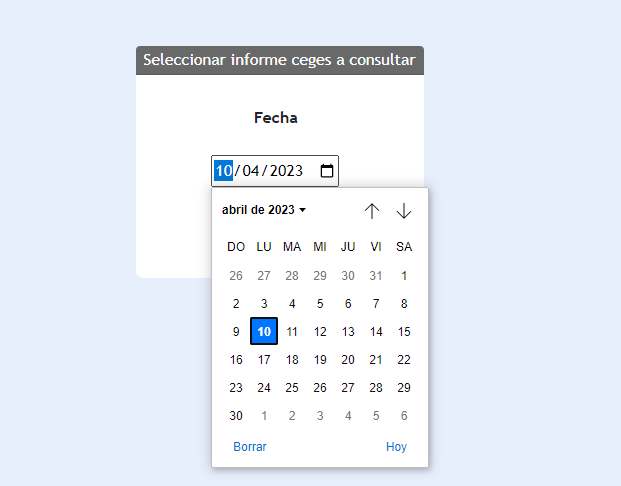 Seleccionar informe ceges a consultar
Fecha
10/04/2023
abril de 2023
DO LU MA MI JU VI SA
26 27 28 29 30 31 1
2 3 4 5 6 7 8
9 10 11 12 13 14 15
16 17 18 19 20 21 22
23 24 25 26 27 28 29
30 1 2 3 4 5 6
Borrar Hoy